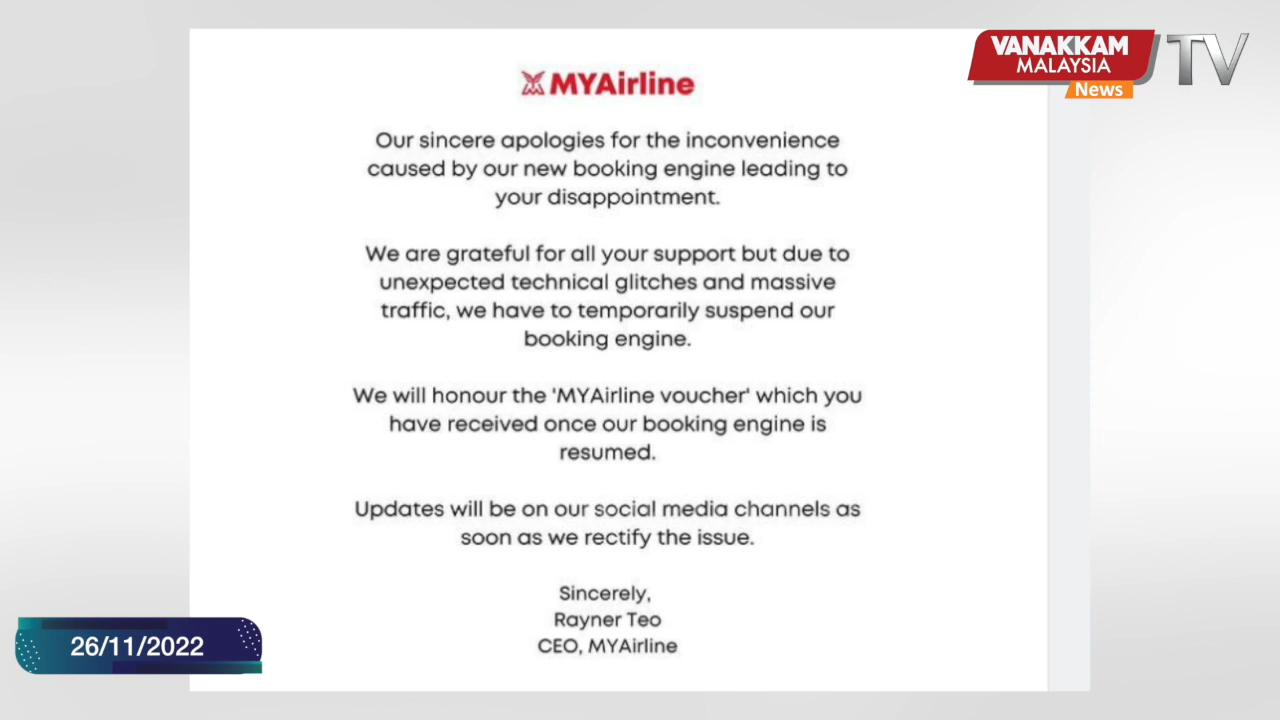 VANAKKAM
MALAYSIA
News
TV
MYAirline
Our sincere apologies for the inconvenience
caused by our new booking engine leading to
your disappointment.
We are grateful for all your support but due to
unexpected technical glitches and massive
traffic, we have to temporarily suspend our
booking engine.
We will honour the 'MYAirline voucher' which you
have received once our booking engine is
resumed.
Updates will be on our social media channels as
soon as we rectify the issue.
Sincerely,
Rayner Teo
CEO, MYAirline
26/11/2022